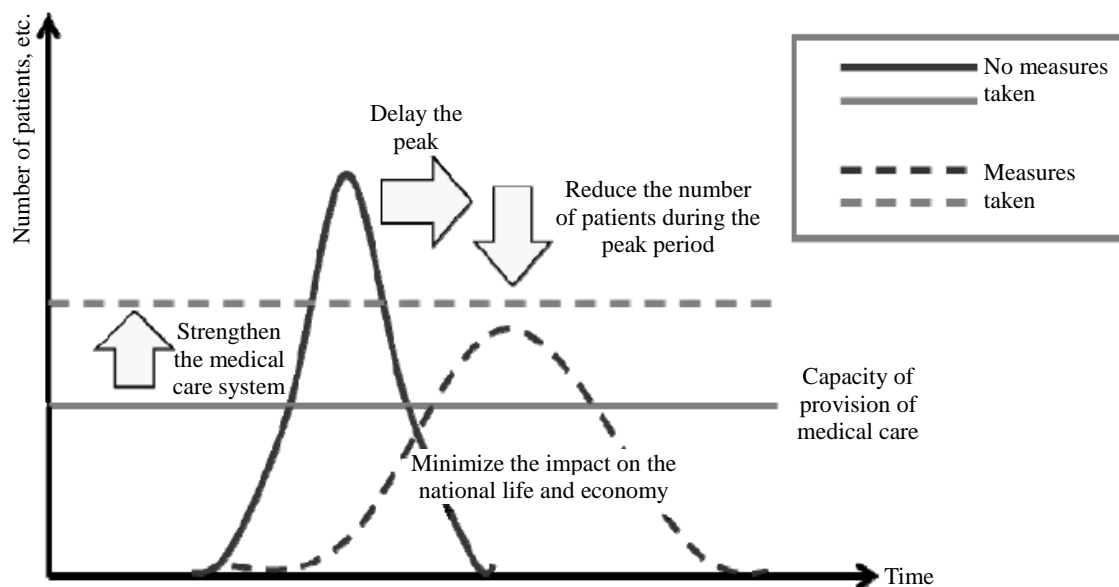 Number of patients, etc.
Delay the
peak
Reduce the number
of patients during the
peak period
No measures
taken
Measures
taken
Strengthen
the medical
care system
Capacity of
provision of
medical care
Minimize the impact on the
national life and economy
Time